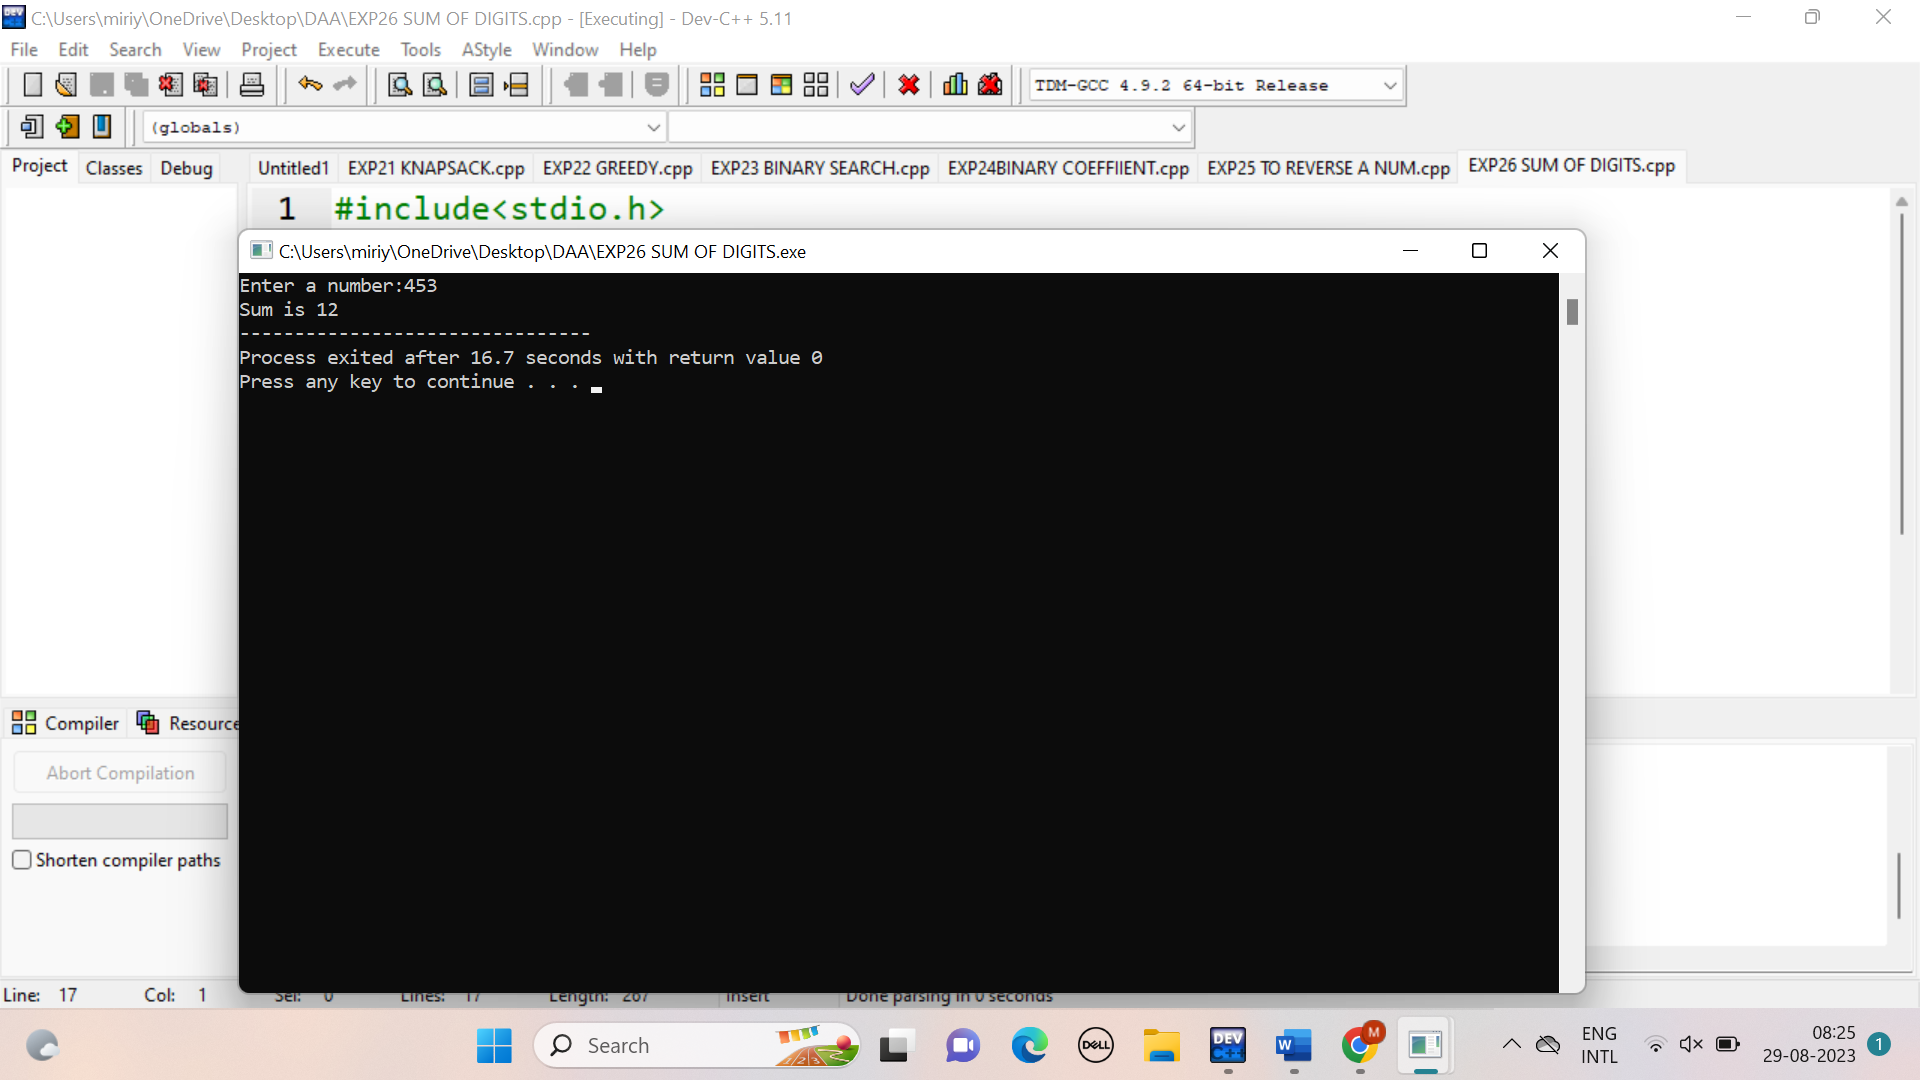 C:\Users\miriy\OneDrive\Desktop\DAA\EXP26 SUM OF DIGITS.cpp - [Executing] - Dev-C++ 5.11
File Edit Search View Project Execute Tools AStyle Window Help
TDM-GCC 4.9.2 64-bit Release
(globals)
Project Classes Debug Untitled1 EXP21 KNAPSACK.cpp EXP22 GREEDY.cpp EXP23 BINARY SEARCH.cpp EXP24BINARY COEFFIIENT.cpp EXP25 TO REVERSE A NUM.cpp EXP26 SUM OF DIGITS.cpp
1 #include<stdio.h>
C:\Users\miriy\OneDrive\Desktop\DAA\EXP26 SUM OF DIGITS.exe
Enter a number:453
Sum is 12
--------------------------------
Process exited after 16.7 seconds with return value 0
Press any key to continue . . .
Compiler Resource
Abort Compilation
Shorten compiler paths
Line: 17 Col: 1 Sel: 0 Lines: 17 Length: 267 Insert Done parsing in 0 seconds
Search
DELL
DEV C++
W
M
ENG
INTL
08:25
29-08-2023
1